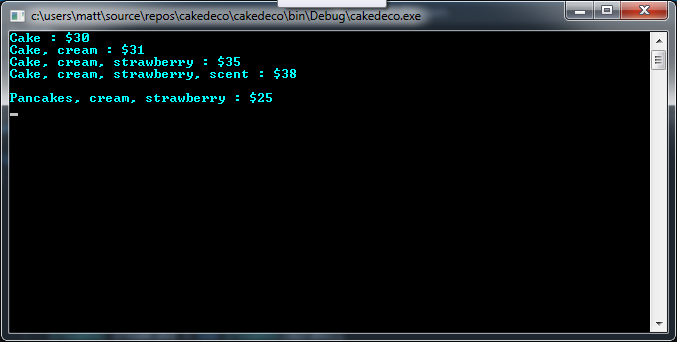 c:\users\matt\source\repos\cakedeco\cakedeco\bin\Debug\cakedeco.exe
Cake : $30
Cake, cream : $31
Cake, cream, strawberry : $35
Cake, cream, strawberry, scent : $38
Pancakes, cream, strawberry : $25